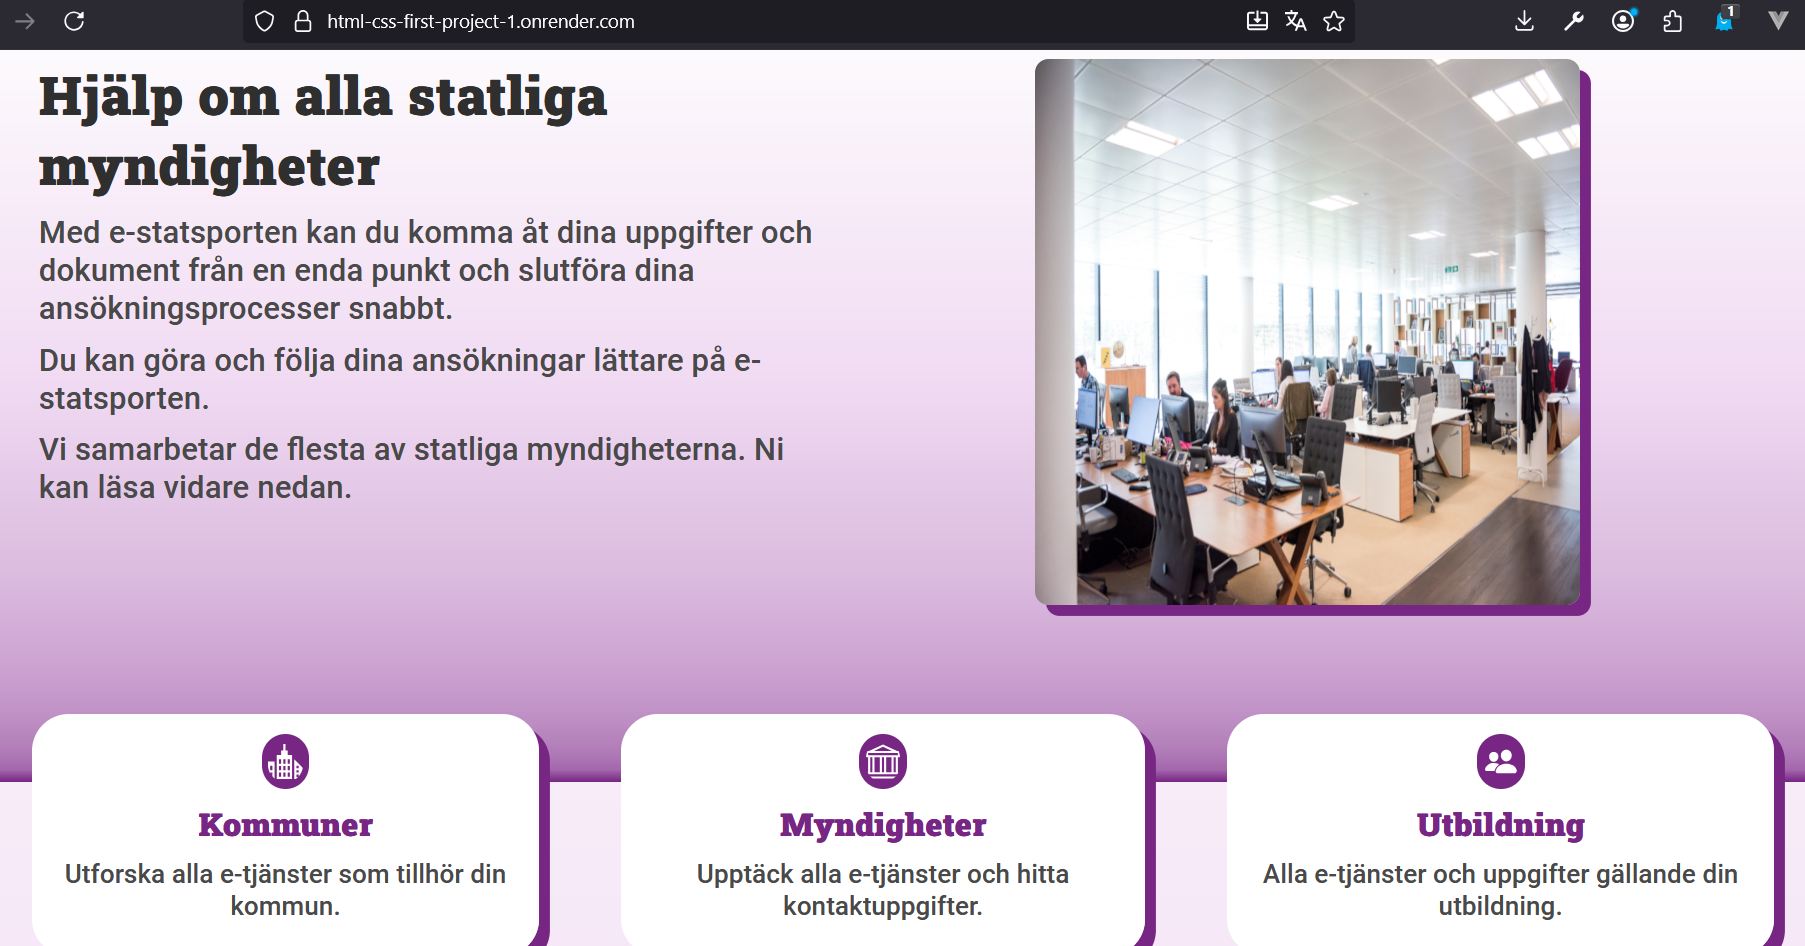 html-css-first-project-1.onrender.com
1
Hjälp om alla statliga
myndigheter
Med e-statsporten kan du komma åt dina uppgifter och
dokument från en enda punkt och slutföra dina
ansökningsprocesser snabbt.
Du kan göra och följa dina ansökningar lättare på e-
statsporten.
Vi samarbetar de flesta av statliga myndigheterna. Ni
kan läsa vidare nedan.
Kommuner
Utforska alla e-tjänster som tillhör din
kommun.
Myndigheter
Upptäck alla e-tjänster och hitta
kontaktuppgifter.
Utbildning
Alla e-tjänster och uppgifter gällande din
utbildning.